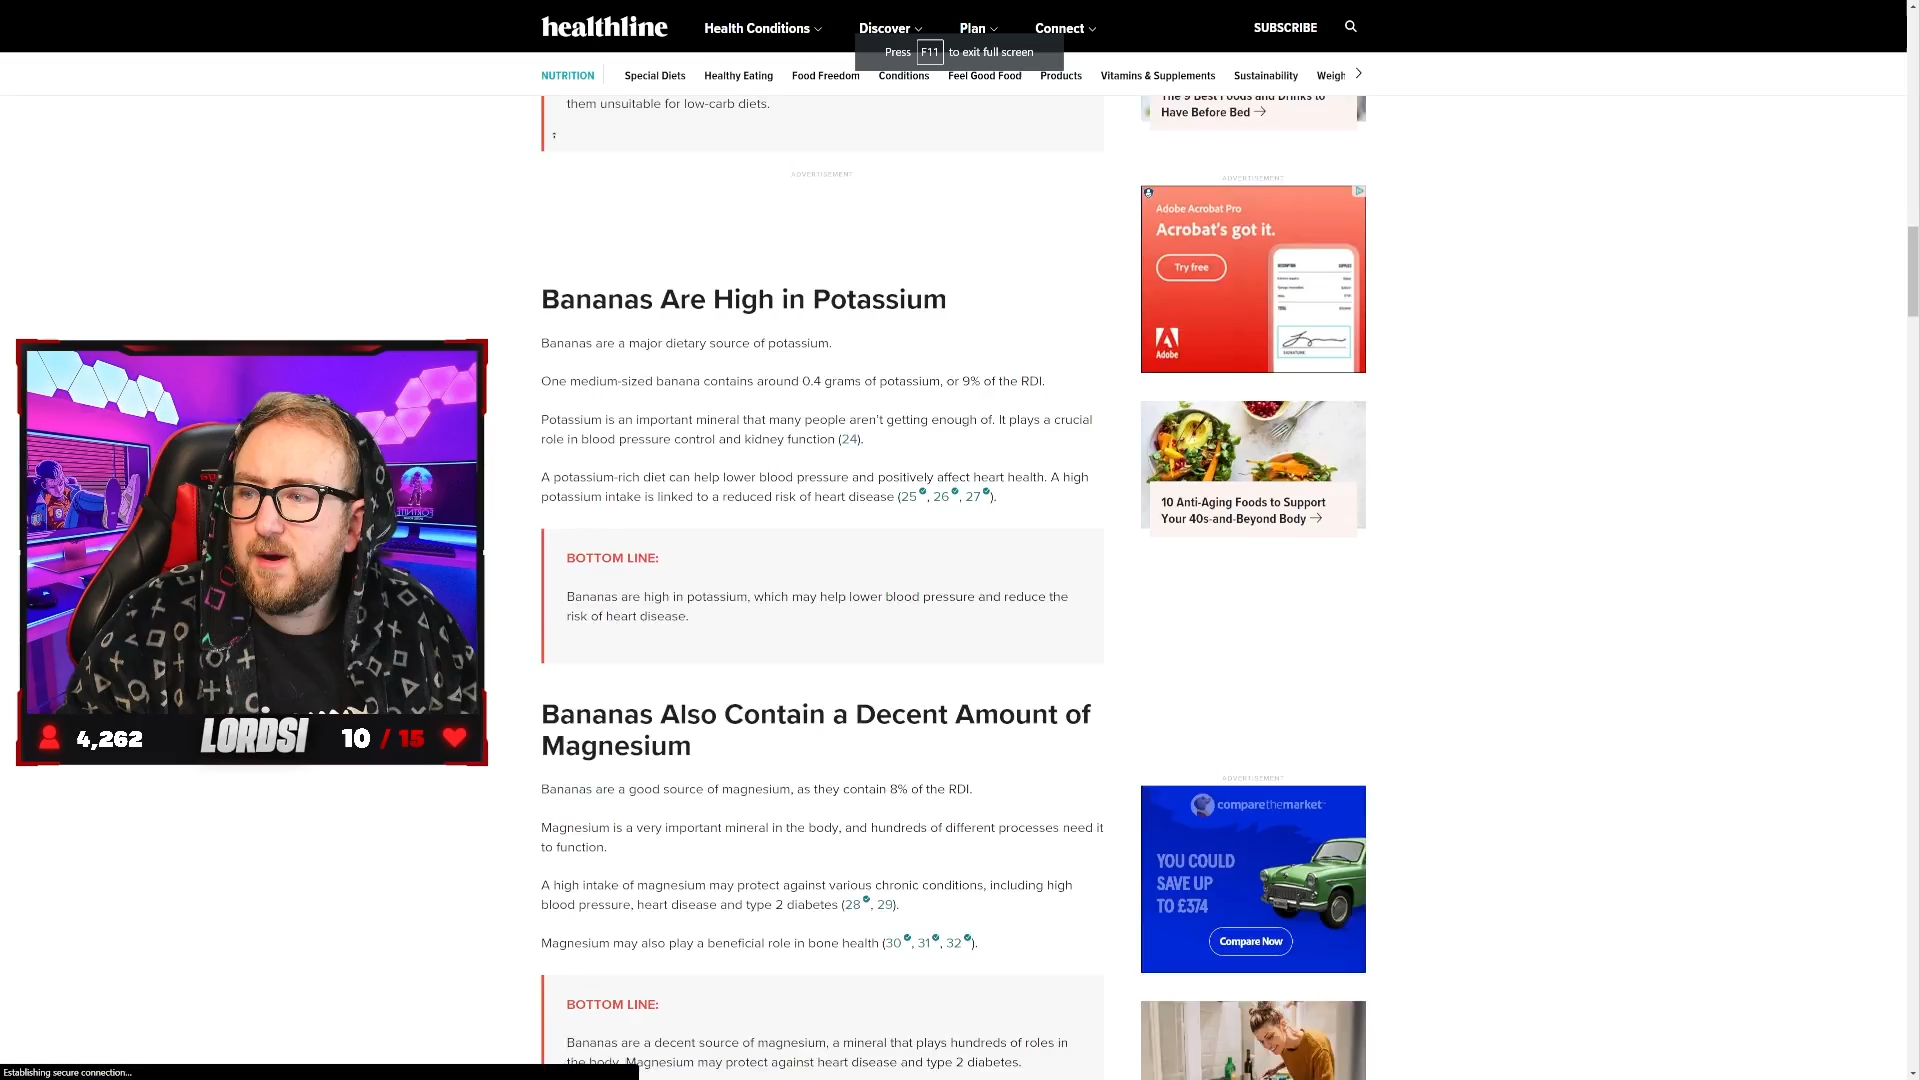 healthline
Health Conditions
Discover
Plan
Connect
SUBSCRIBE
Press F11 to exit full screen
NUTRITION
Special Diets
Healthy Eating
Food Freedom
Conditions
Feel Good Food
Products
Vitamins & Supplements
Sustainability
Weigh
them unsuitable for low-carb diets.
ADVERTISEMENT
Bananas Are High in Potassium
Bananas are a major dietary source of potassium.
One medium-sized banana contains around 0.4 grams of potassium, or 9% of the RDI.
Potassium is an important mineral that many people aren't getting enough of. It plays a crucial
role in blood pressure control and kidney function (24).
A potassium-rich diet can help lower blood pressure and positively affect heart health. A high
potassium intake is linked to a reduced risk of heart disease (25, 26, 27).
BOTTOM LINE:
Bananas are high in potassium, which may help lower blood pressure and reduce the
risk of heart disease.
Bananas Also Contain a Decent Amount of
Magnesium
Bananas are a good source of magnesium, as they contain 8% of the RDI.
Magnesium is a very important mineral in the body, and hundreds of different processes need it
to function.
A high intake of magnesium may protect against various chronic conditions, including high
blood pressure, heart disease and type 2 diabetes (28, 29).
Magnesium may also play a beneficial role in bone health (30, 31, 32).
BOTTOM LINE:
Bananas are a decent source of magnesium, a mineral that plays hundreds of roles in
the body. Magnesium may protect against heart disease and type 2 diabetes.
The 9 Best Foods and Drinks to
Have Before Bed
ADVERTISEMENT
Adobe Acrobat Pro
Acrobat's got it.
Try free
TOTAL
SIGNATURE
Adobe
10 Anti-Aging Foods to Support
Your 40s-and-Beyond Body
ADVERTISEMENT
comparethemarket
YOU COULD
SAVE UP
TO £374
Compare Now
FORTNITE
4,262
LORDSI
10 / 15
Establishing secure connection...